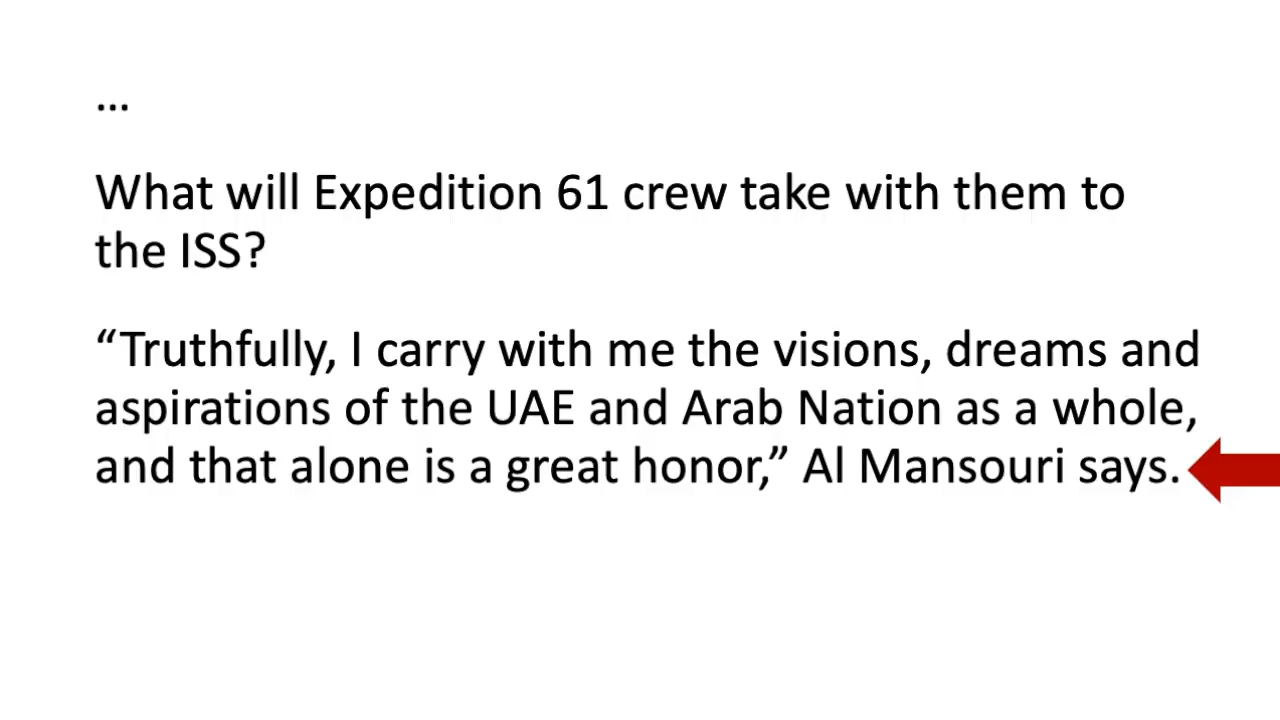 ...
What will Expedition 61 crew take with them to
the ISS?
“Truthfully, I carry with me the visions, dreams and
aspirations of the UAE and Arab Nation as a whole,
and that alone is a great honor,” Al Mansouri says.